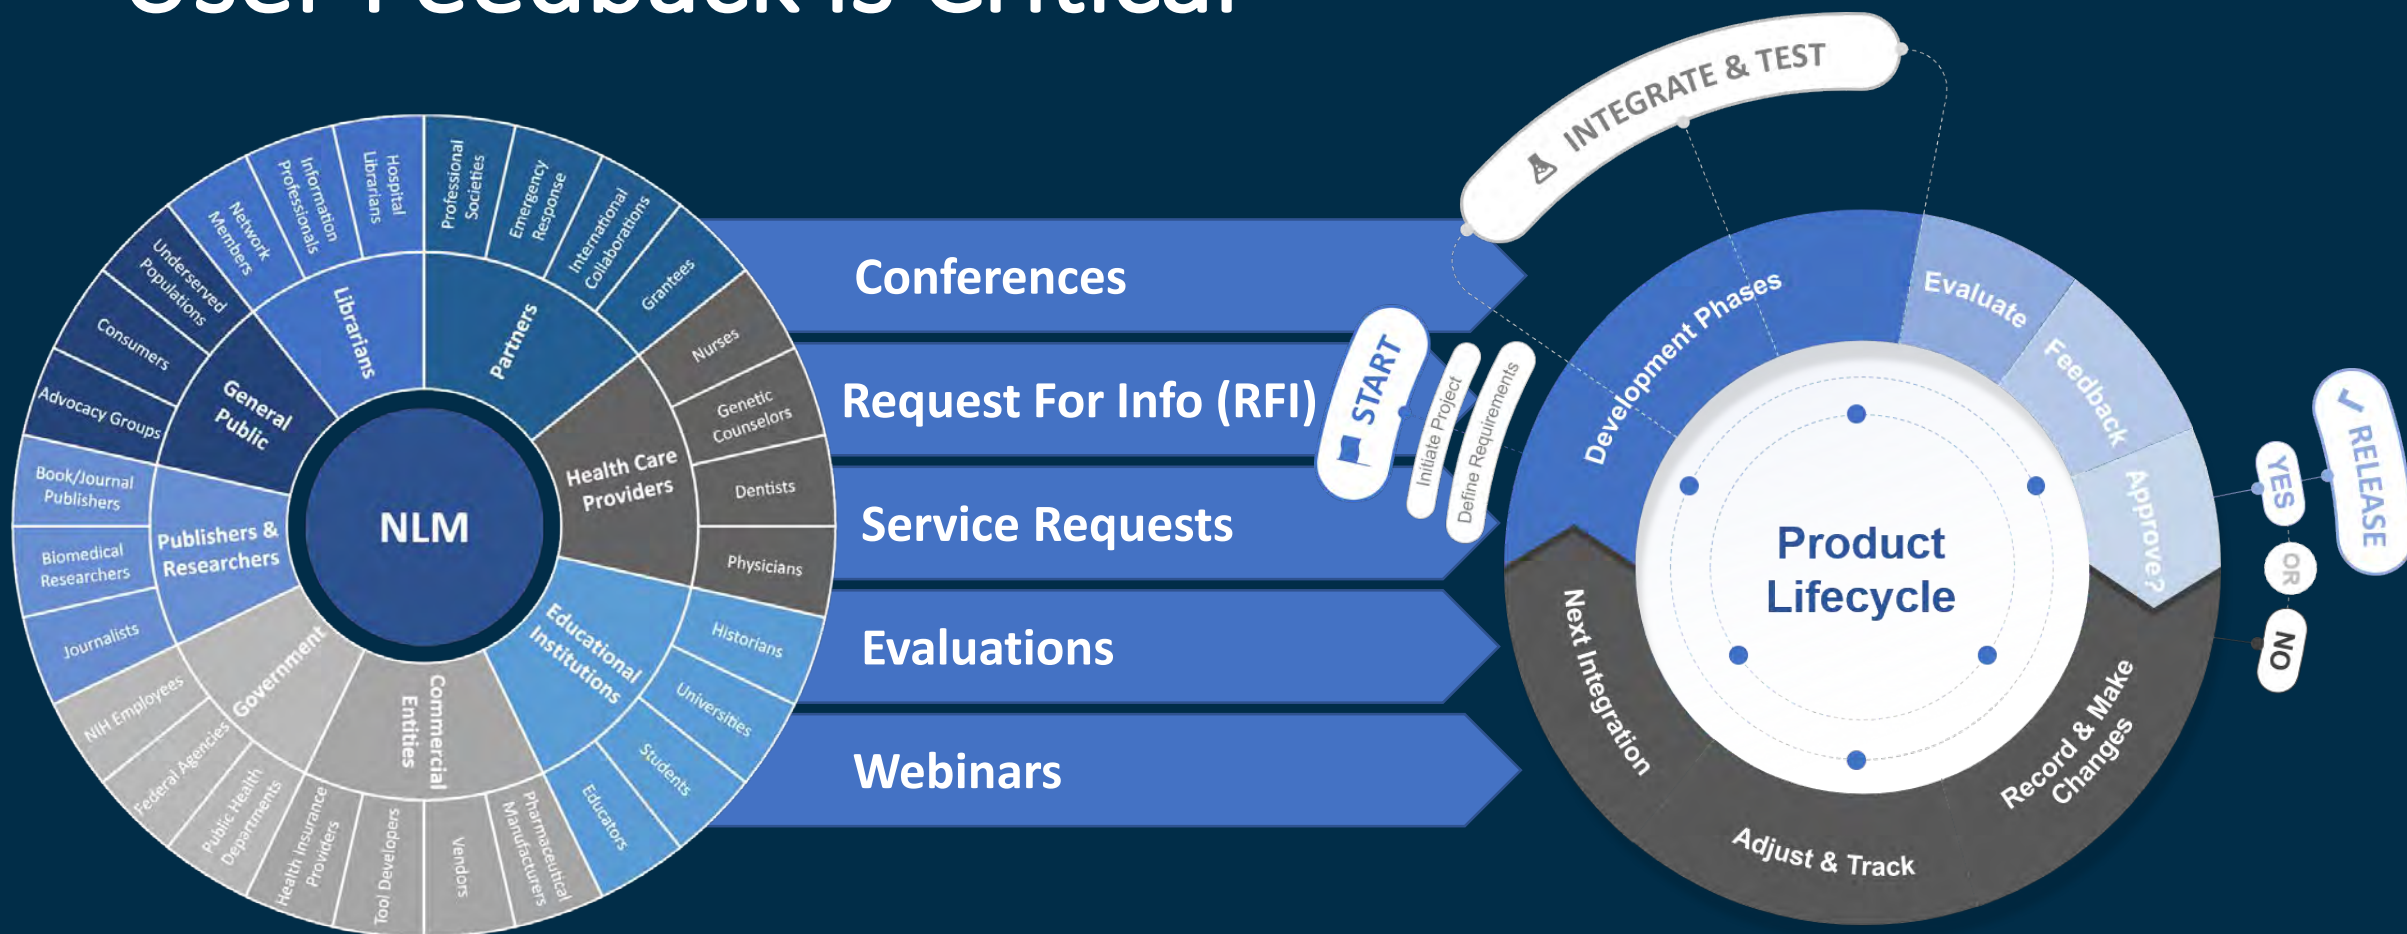 User Feedback is Critical
Hospital
Librarians
Information
Professionals
Network
Members
Librarians
Professional
Societies
Emergency
Response
International
Collaborations
Grantees
Partners
Nurses
Genetic
Counselors
Dentists
Physicians
Health Care
Providers
Historians
Universities
Students
Educators
Educational
Institutions
Pharmaceutical
Manufacturers
Vendors
Tool Developers
Health Insurance
Providers
Commercial
Entities
Public Health
Departments
Federal Agencies
NIH Employees
Government
Journalists
Biomedical
Researchers
Book/Journal
Publishers
Publishers &
Researchers
Advocacy Groups
Consumers
Underserved
Populations
General
Public
NLM
Conferences
Request For Info (RFI)
Service Requests
Evaluations
Webinars
START
Initiate Project
Define Requirements
INTEGRATE & TEST
Development Phases
Evaluate
Feedback
Approve?
YES
OR
NO
RELEASE
Record & Make
Changes
Adjust & Track
Next Integration
Product
Lifecycle